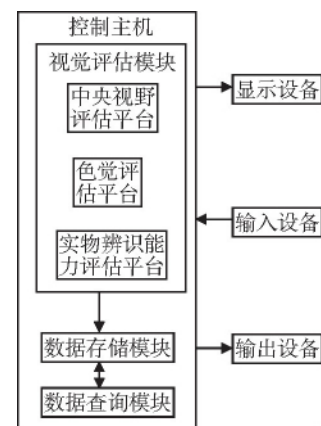 控制主机
视觉评估模块
中央视野
评估平台
色觉评
估平台
实物辨识能
力评估平台
数据存储模块
数据查询模块
显示设备
输入设备
输出设备